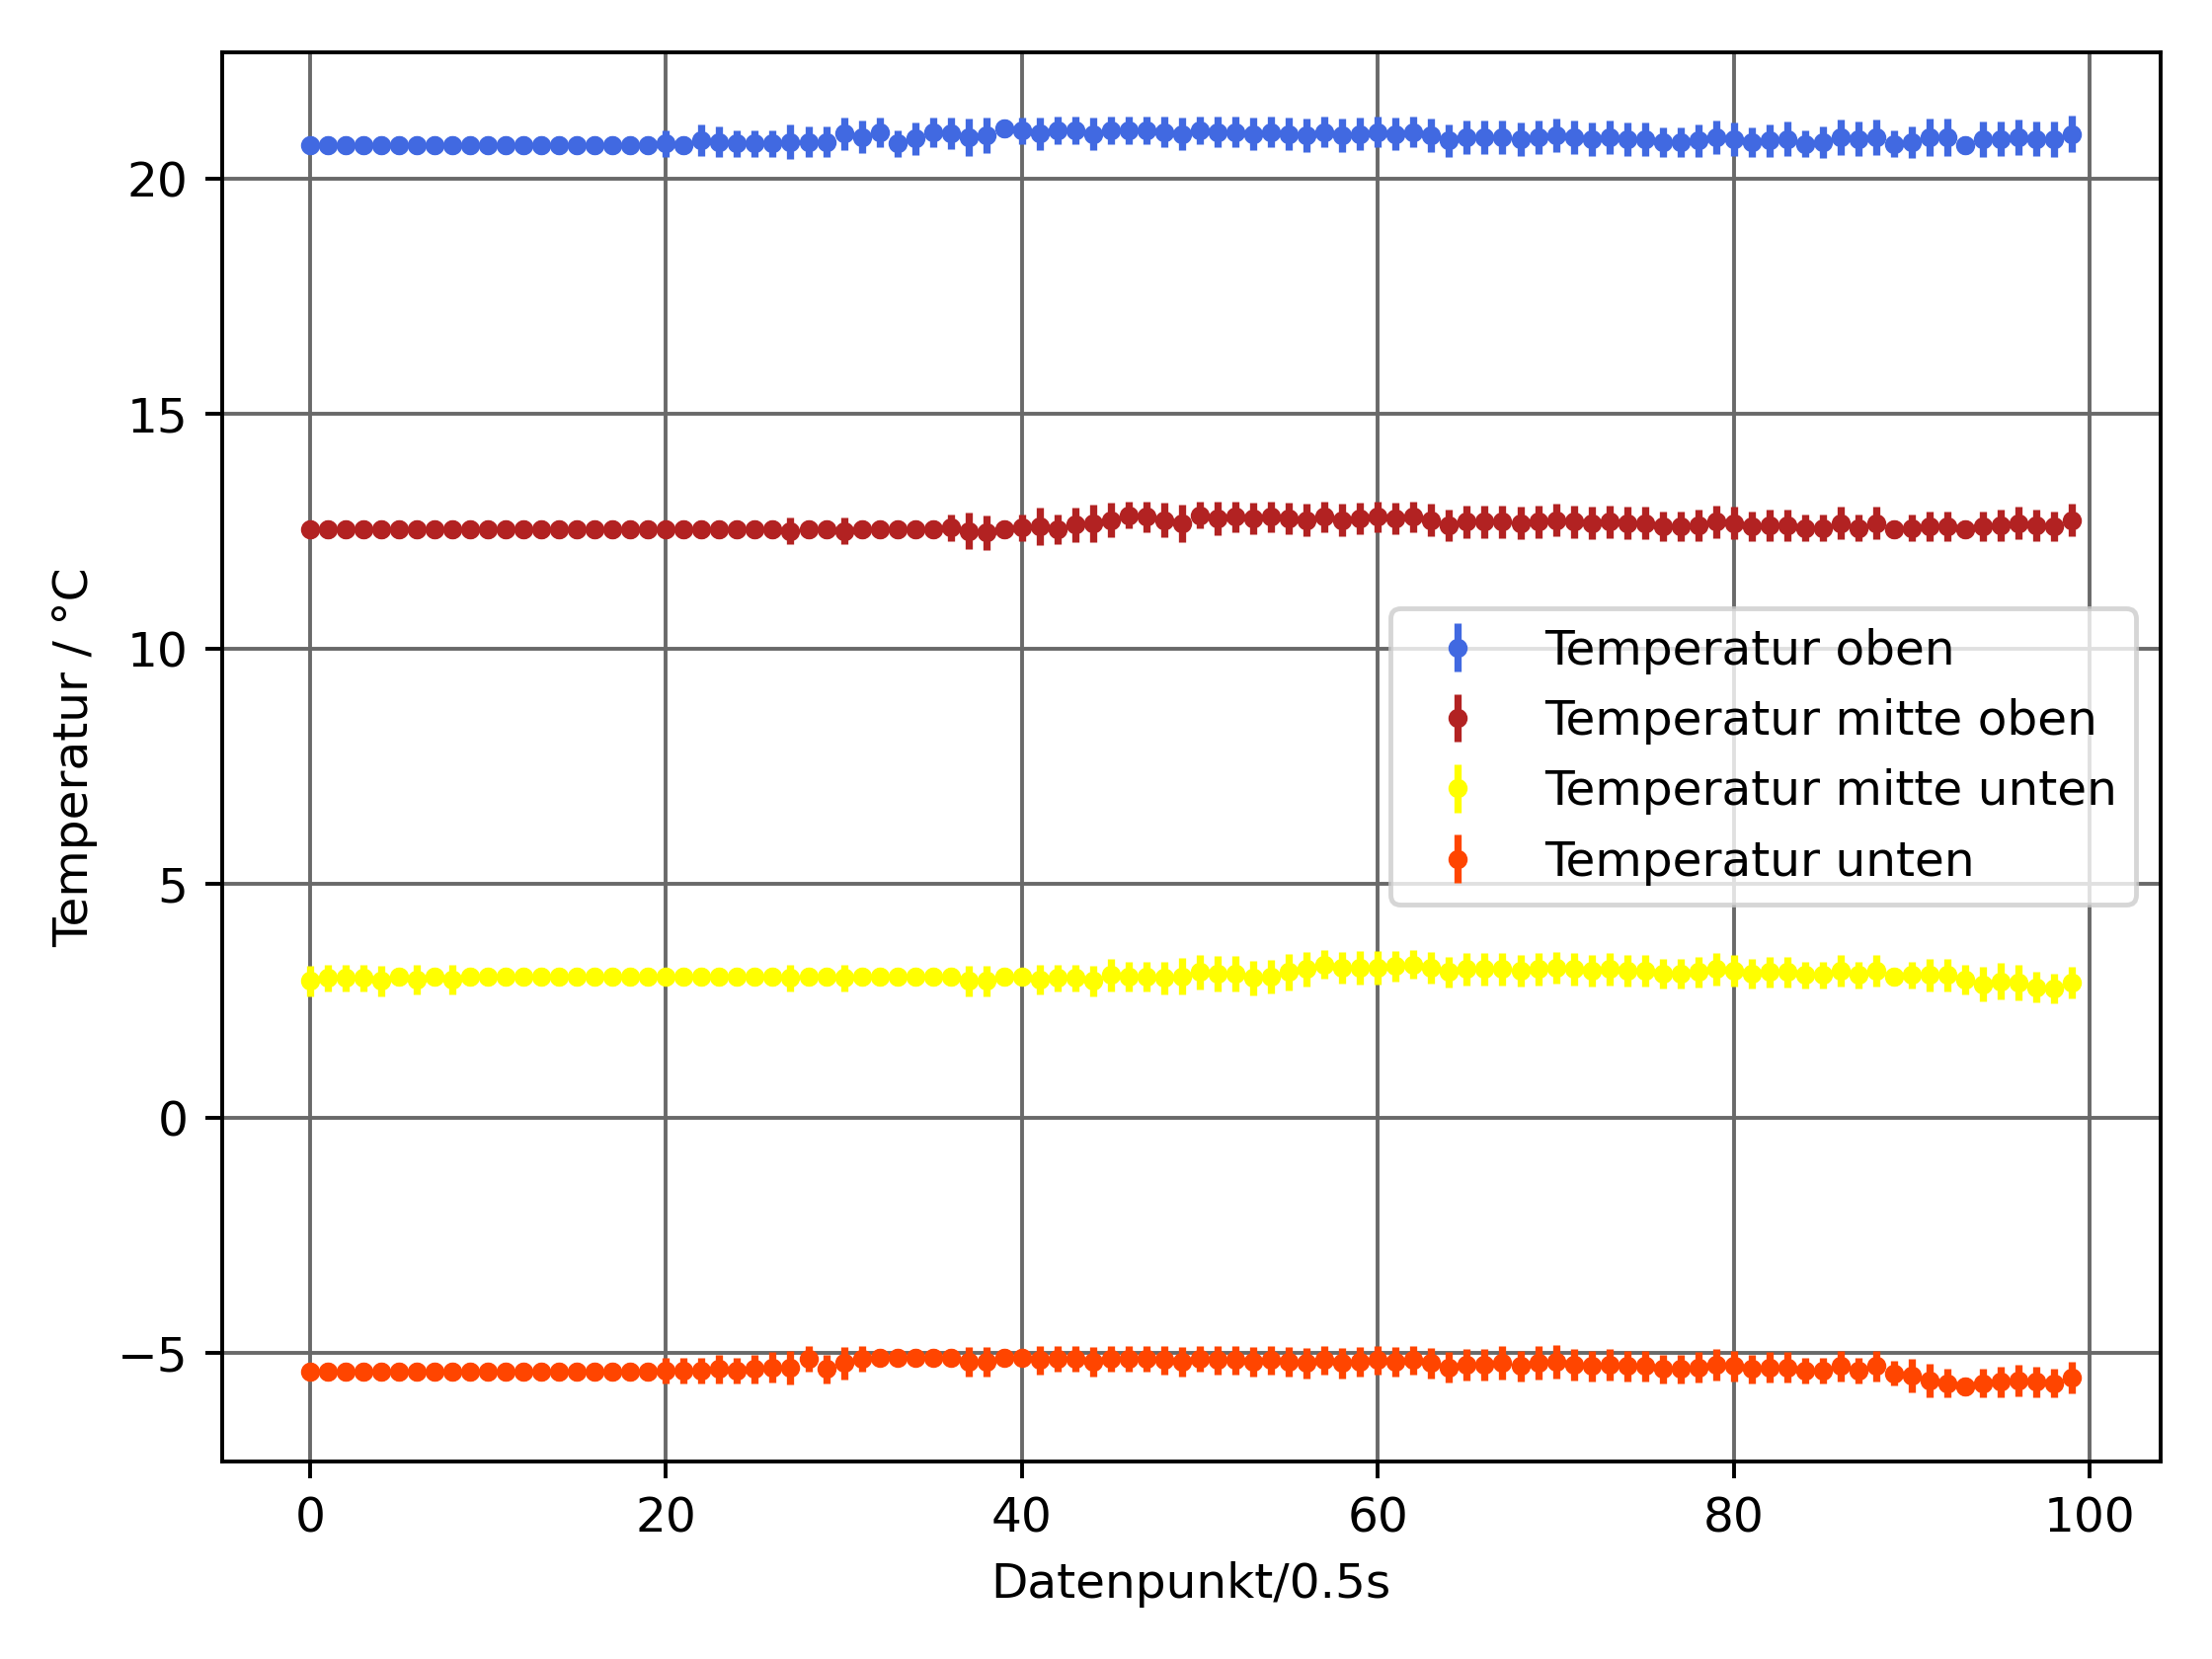 20
15
10
5
0
−5
Temperatur / °C
Temperatur oben
Temperatur mitte oben
Temperatur mitte unten
Temperatur unten
0 20 40 60 80 100
Datenpunkt/0.5s